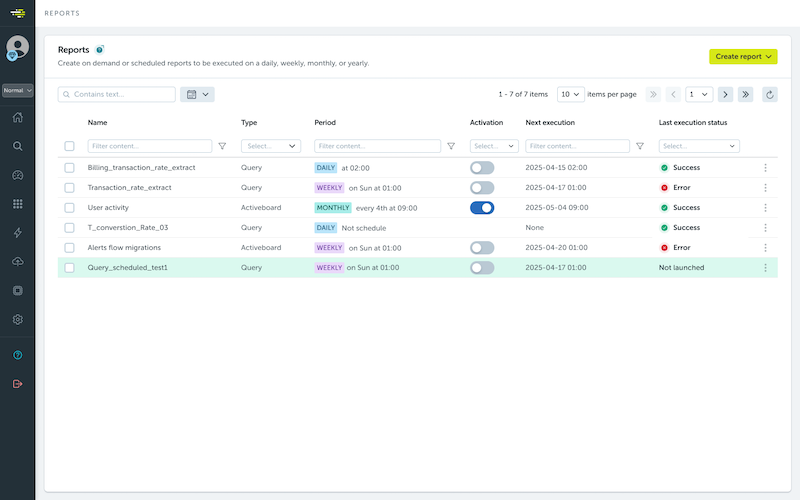 REPORTS
Normal
Reports ?
Create on demand or scheduled reports to be executed on a daily, weekly, monthly, or yearly.
Create report
Contains text...
1 - 7 of 7 items 10 items per page 1
Name Type Period Activation Next execution Last execution status
Filter content... Select... Filter content... Select... Filter content... Select...
Billing_transaction_rate_extract Query DAILY at 02:00 2025-04-15 02:00 Success
Transaction_rate_extract Query WEEKLY on Sun at 01:00 2025-04-17 01:00 Error
User activity Activeboard MONTHLY every 4th at 09:00 2025-05-04 09:00 Success
T_converstion_Rate_03 Query DAILY Not schedule None Success
Alerts flow migrations Activeboard WEEKLY on Sun at 01:00 2025-04-20 01:00 Error
Query_scheduled_test1 Query WEEKLY on Sun at 01:00 2025-04-17 01:00 Not launched